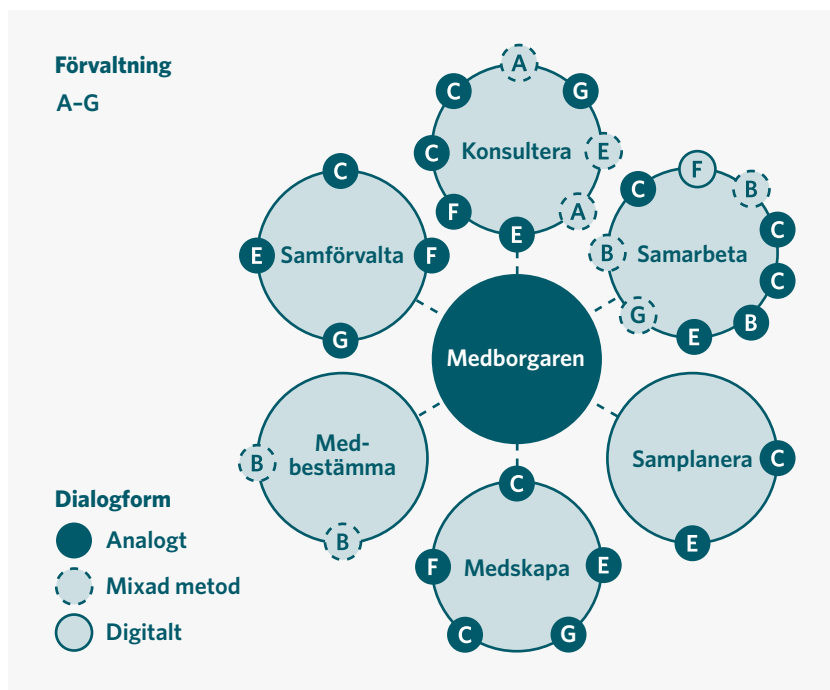 Förvaltning
A–G
A
C
G
C
Konsultera
E
F
A
E
C
F
B
C
B
Samarbeta
C
G
B
E
C
E
Samförvalta
F
G
Medborgaren
Med-
bestämma
B
B
Samplanera
C
E
C
F
Medskapa
E
C
G
Dialogform
Analogt
Mixad metod
Digitalt